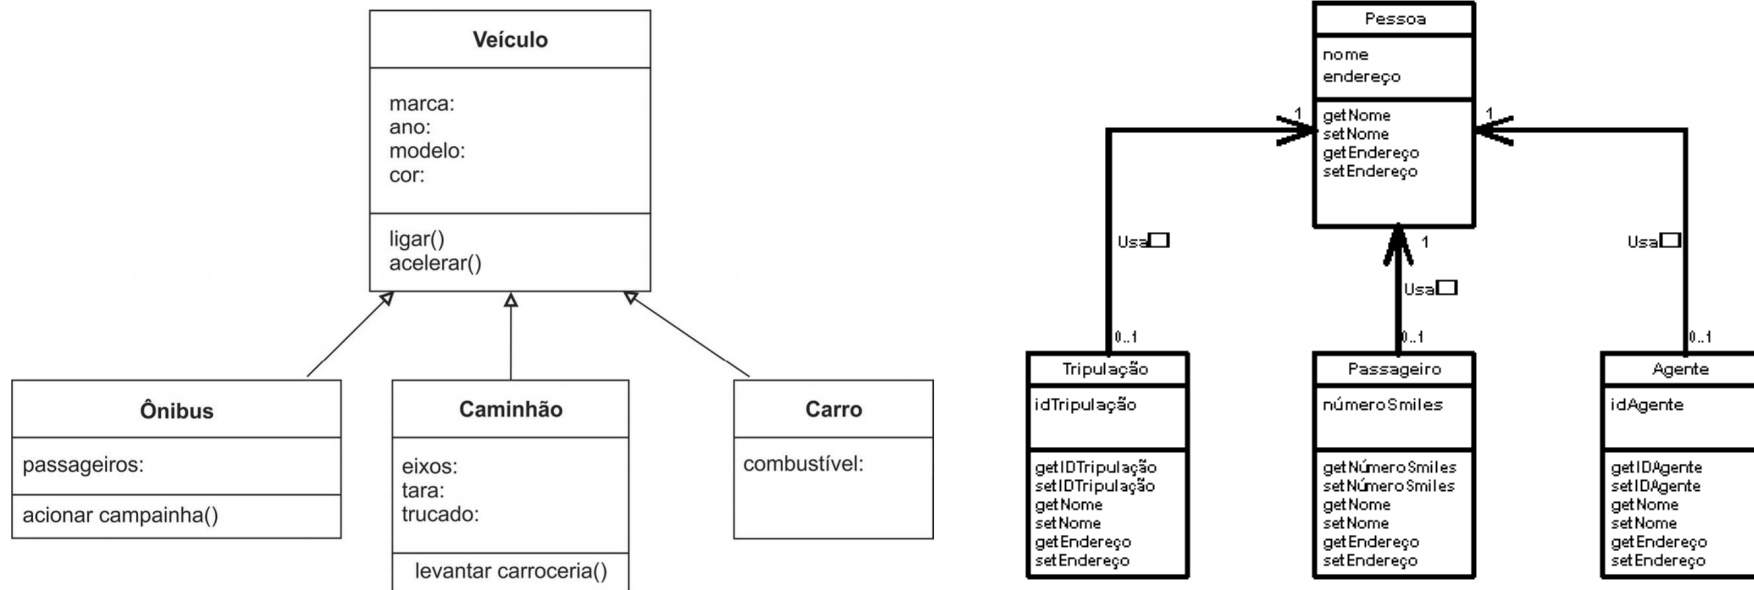 Veículo
marca:
ano:
modelo:
cor:
ligar()
acelerar()
Ônibus
passageiros:
acionar campainha()
Caminhão
eixos:
tara:
trucado:
levantar carroceria()
Carro
combustível:
Pessoa
nome
endereço
getNome
setNome
getEndereço
setEndereço
1
1
1
Usa
Usa
Usa
0..1
0..1
0..1
Tripulação
idTripulação
getIDTripulação
setIDTripulação
getNome
setNome
getEndereço
setEndereço
Passageiro
númeroSmiles
getNúmeroSmiles
setNúmeroSmiles
getNome
setNome
getEndereço
setEndereço
Agente
idAgente
getIDAgente
setIDAgente
getNome
setNome
getEndereço
setEndereço